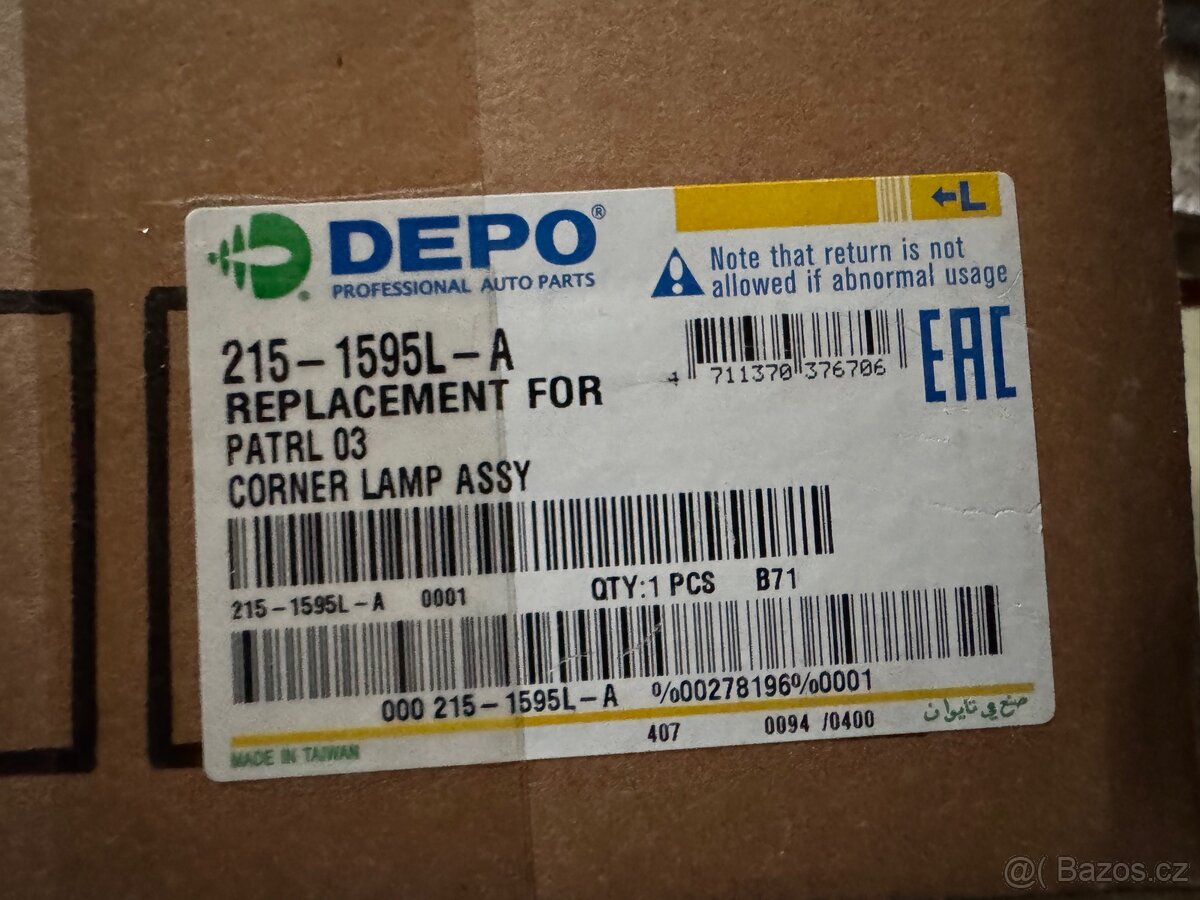 DEPO®
PROFESSIONAL AUTO PARTS
←L
Note that return is not
allowed if abnormal usage
215-1595L-A
REPLACEMENT FOR
PATRL 03
CORNER LAMP ASSY
4 711370 376706
EAC
215-1595L-A 0001
QTY:1 PCS B71
000 215-1595L-A %00278196%0001
407 0094 /0400
MADE IN TAIWAN
صنع في تايوان
@( Bazos.cz